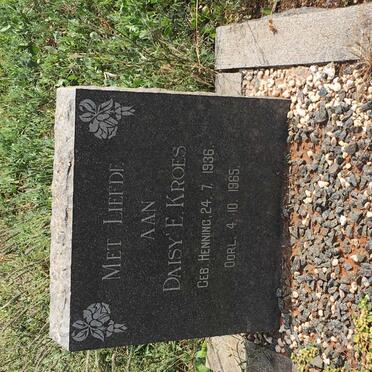 MET LIEFDE
AAN
DAISY E. KROES
GEB. HENNING. 24. 7. 1936.
OORL. 4. 10. 1965.